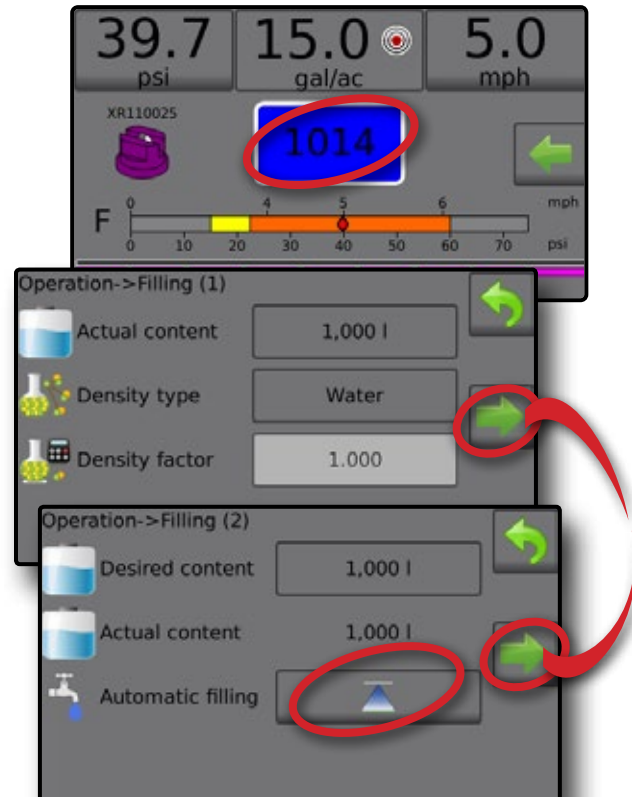 39.7 15.0 5.0
psi gal/ac mph
XR110025
1014
0 4 5 6 mph
F
0 10 20 30 40 50 60 70 psi
Operation->Filling (1)
Actual content 1,000 l
Density type Water
Density factor 1.000
Operation->Filling (2)
Desired content 1,000 l
Actual content 1,000 l
Automatic filling